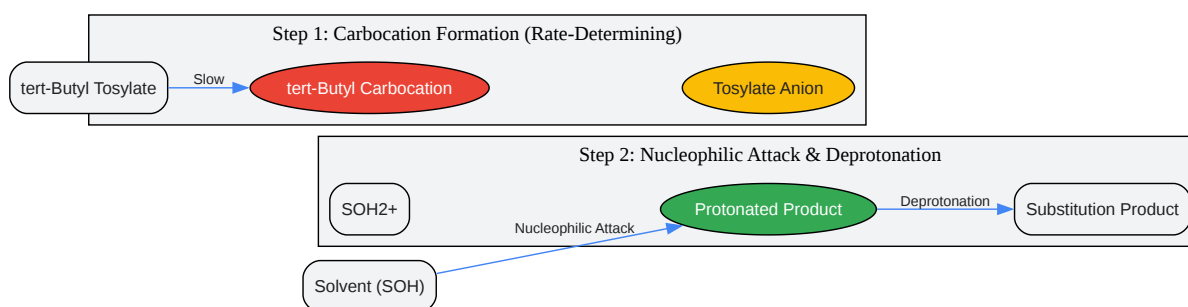 Step 1: Carbocation Formation (Rate-Determining)
tert-Butyl Tosylate
Slow
tert-Butyl Carbocation
Tosylate Anion
Step 2: Nucleophilic Attack & Deprotonation
SOH2+
Protonated Product
Deprotonation
Substitution Product
Nucleophilic Attack
Solvent (SOH)